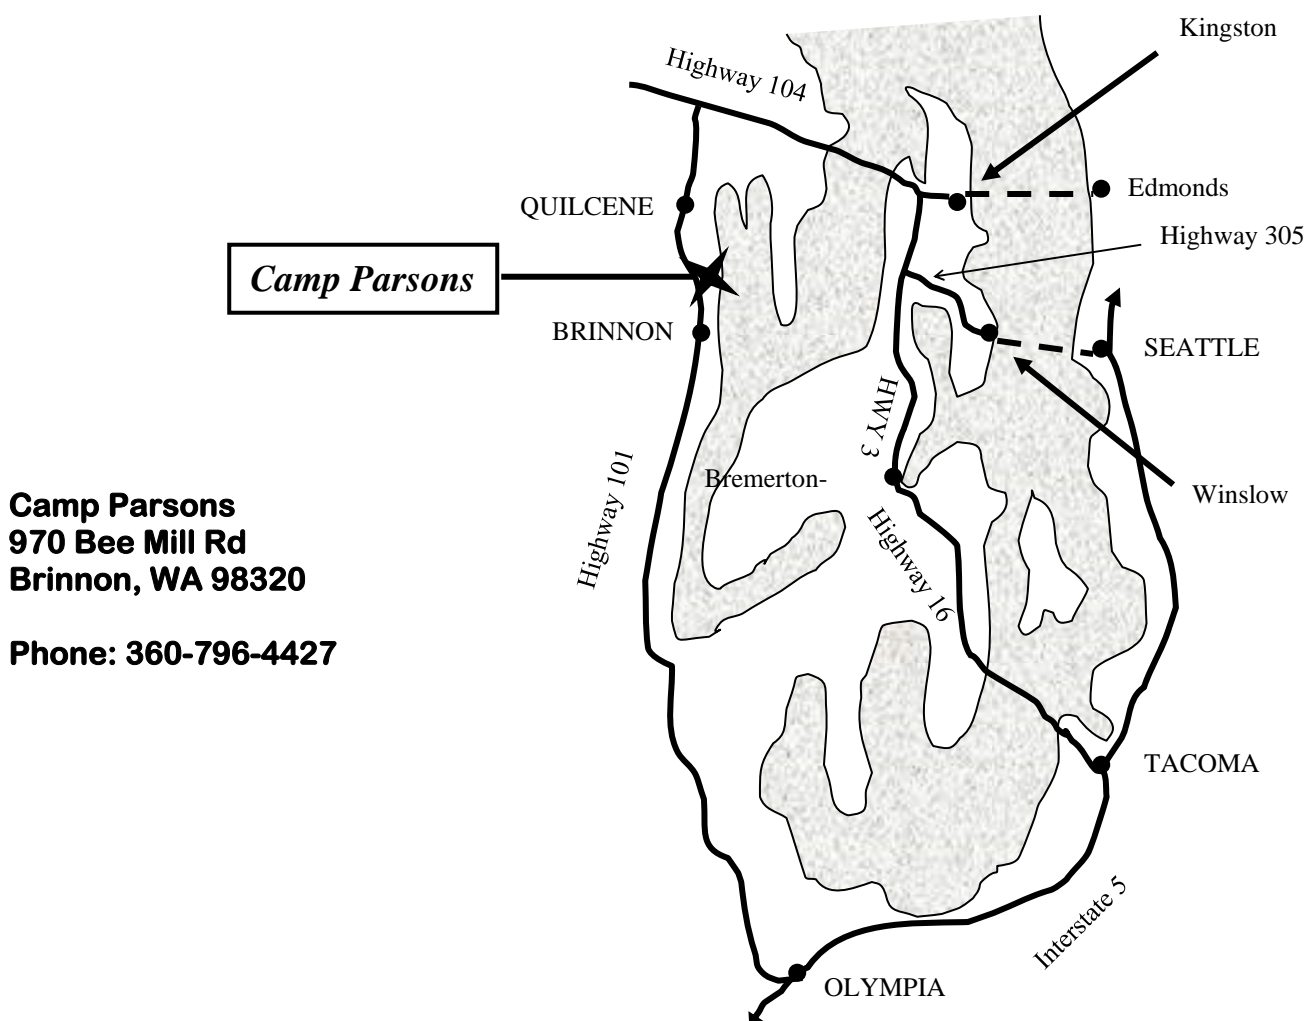 Kingston
Highway 104
Edmonds
QUILCENE
Highway 305
Camp Parsons
BRINNON
SEATTLE
HWY 3
Highway 101
Bremerton-
Winslow
Camp Parsons
970 Bee Mill Rd
Brinnon, WA 98320
Phone: 360-796-4427
Highway 16
TACOMA
Interstate 5
OLYMPIA